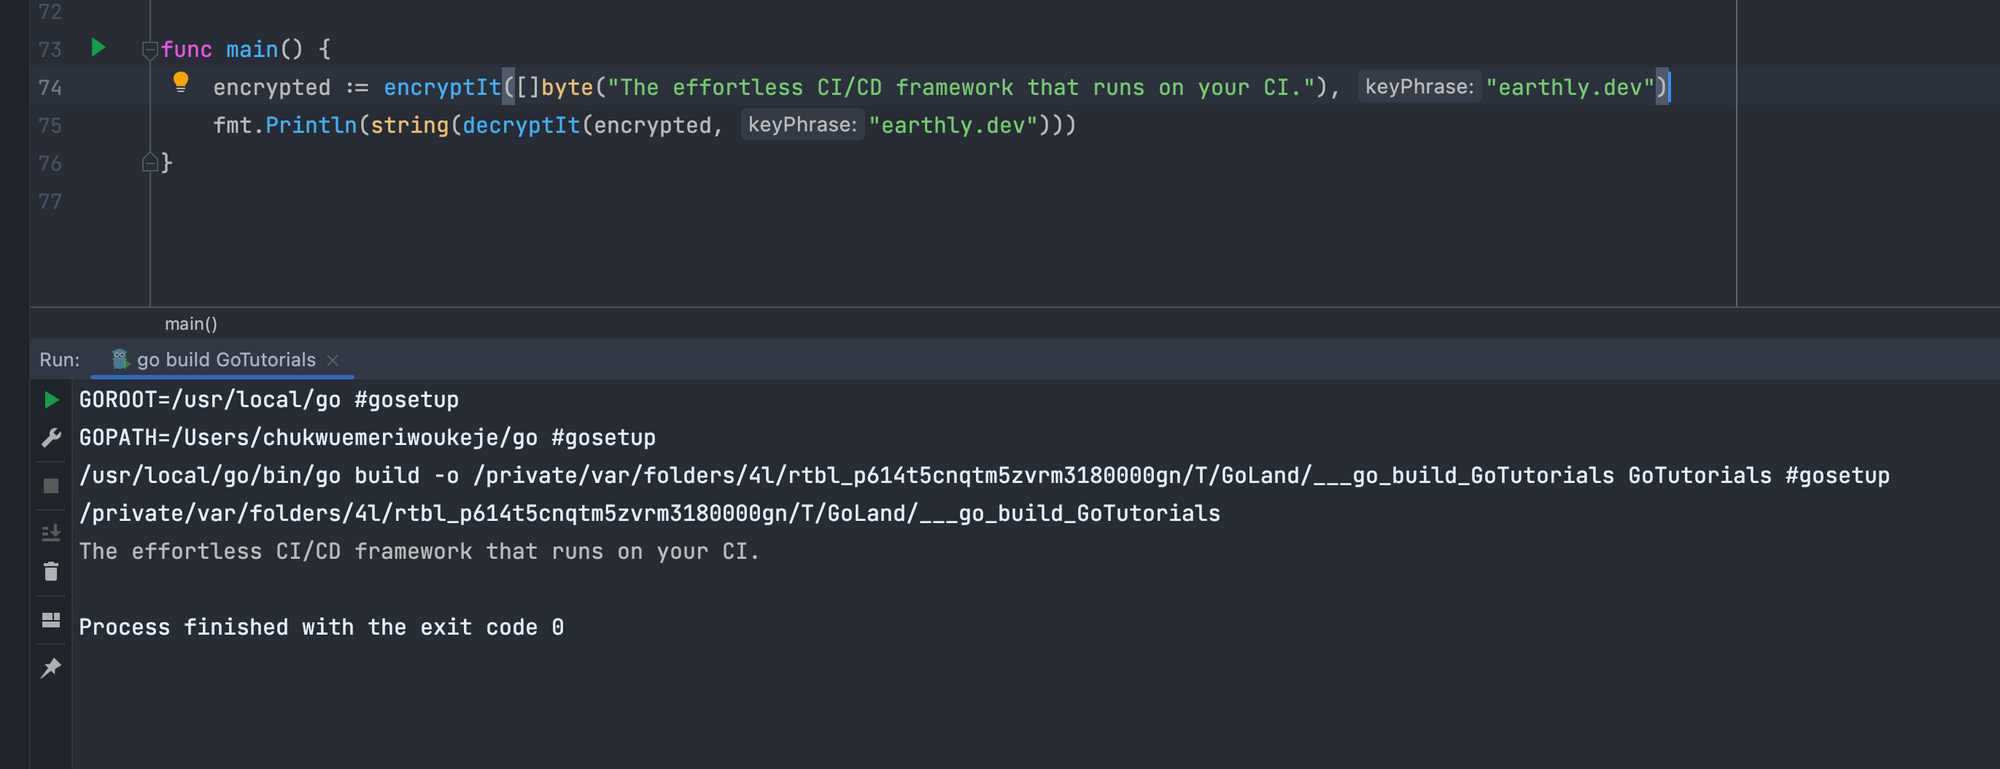 72
73 func main() {
74 encrypted := encryptIt([]byte("The effortless CI/CD framework that runs on your CI."), keyPhrase: "earthly.dev")
75 fmt.Println(string(decryptIt(encrypted, keyPhrase: "earthly.dev")))
76 }
77
main()
Run: go build GoTutorials
GOROOT=/usr/local/go #gosetup
GOPATH=/Users/chukwuemeriwoukeje/go #gosetup
/usr/local/go/bin/go build -o /private/var/folders/4l/rtbl_p614t5cnqtm5zvrm3180000gn/T/GoLand/___go_build_GoTutorials GoTutorials #gosetup
/private/var/folders/4l/rtbl_p614t5cnqtm5zvrm3180000gn/T/GoLand/___go_build_GoTutorials
The effortless CI/CD framework that runs on your CI.
Process finished with the exit code 0